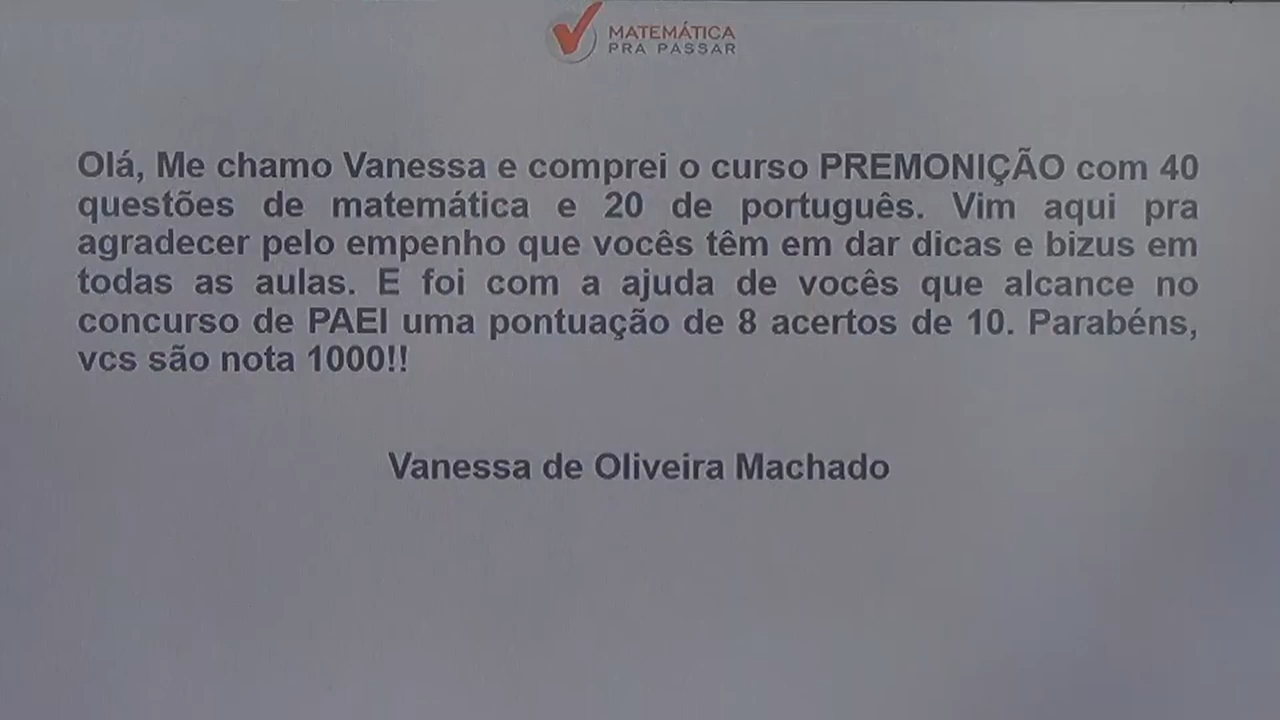 MATEMÁTICA
PRA PASSAR
Olá, Me chamo Vanessa e comprei o curso PREMONIÇÃO com 40
questões de matemática e 20 de português. Vim aqui pra
agradecer pelo empenho que vocês têm em dar dicas e bizus em
todas as aulas. E foi com a ajuda de vocês que alcance no
concurso de PAEI uma pontuação de 8 acertos de 10. Parabéns,
vcs são nota 1000!!
Vanessa de Oliveira Machado